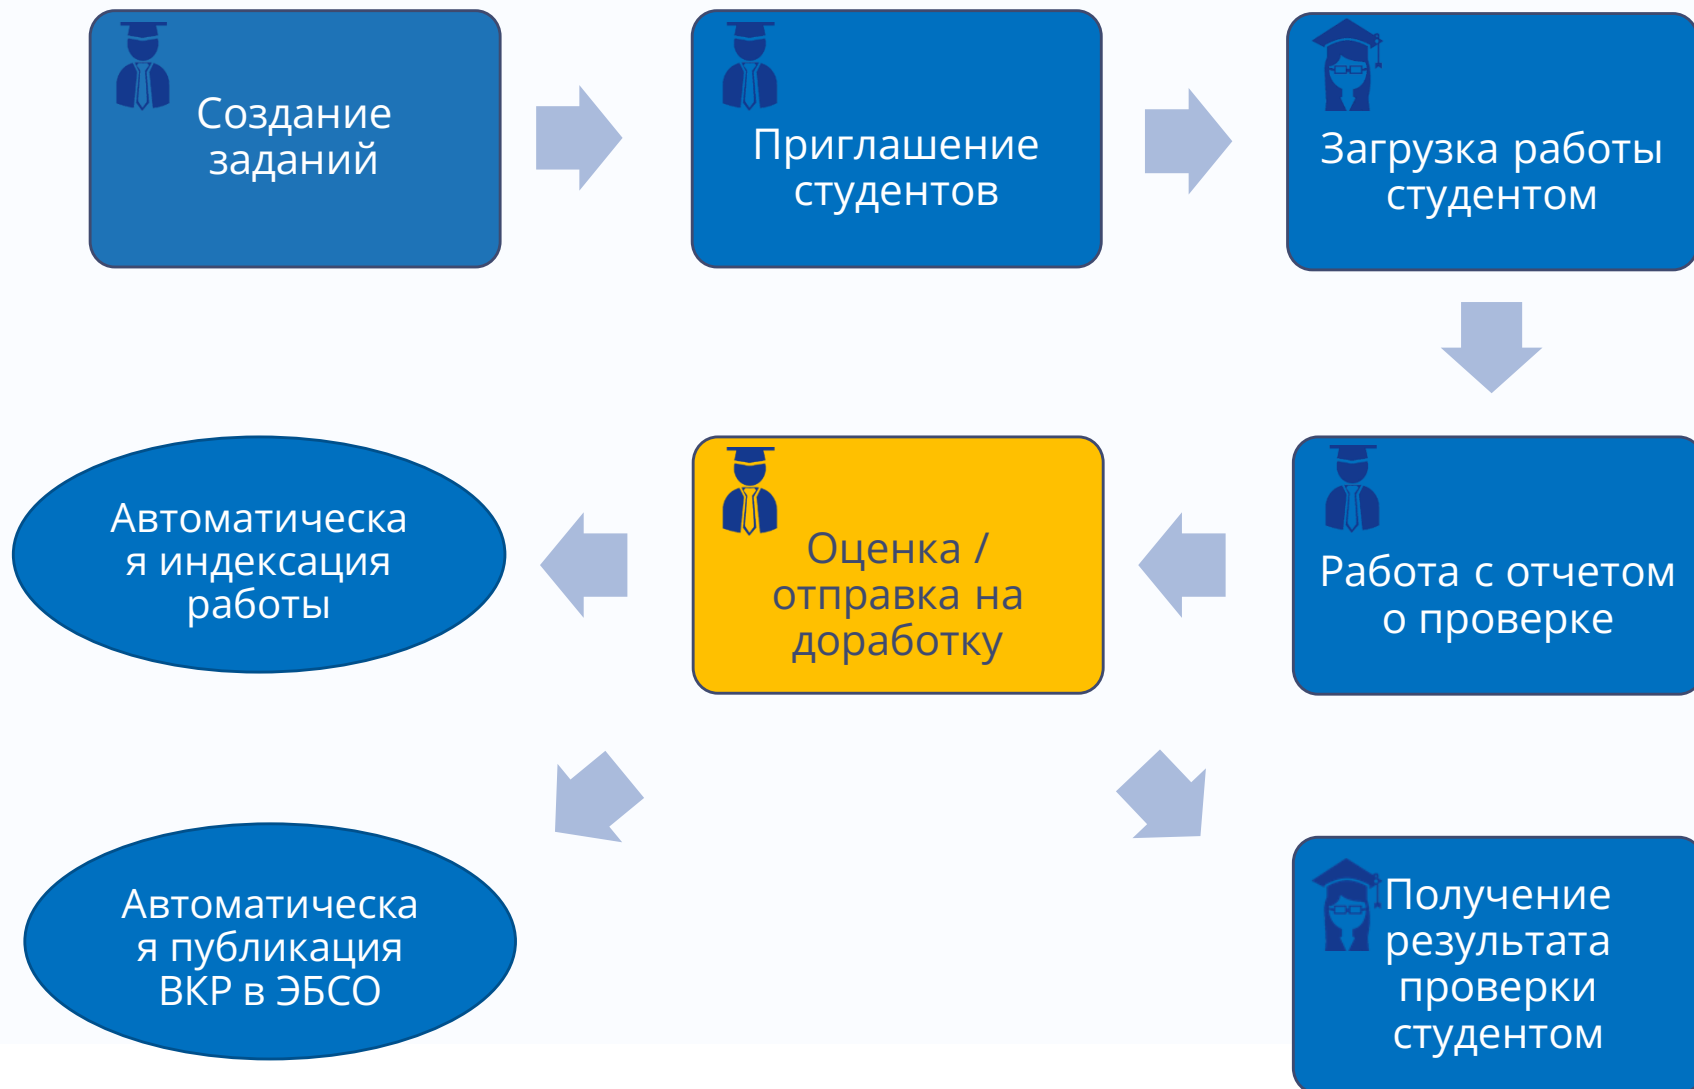 Создание
заданий
Приглашение
студентов
Загрузка работы
студентом
Автоматическа
я индексация
работы
Оценка /
отправка на
доработку
Работа с отчетом
о проверке
Автоматическа
я публикация
ВКР в ЭБСО
Получение
результата
проверки
студентом